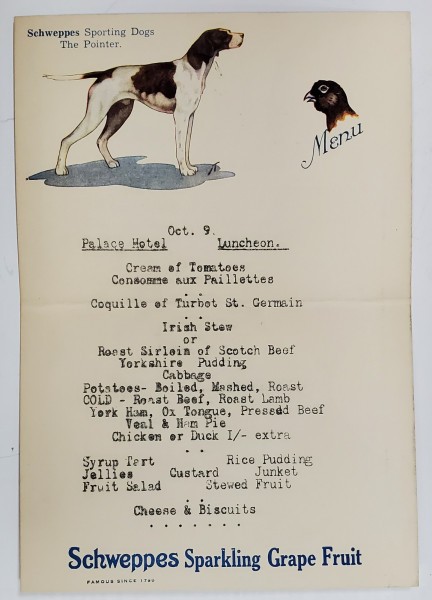 Schweppes Sporting Dogs
The Pointer.
Menu
Oct. 9.
Palace Hotel Luncheon.
Cream of Tomatoes
Consomme aux Paillettes
. .
Coquille of Turbot St. Germain
. .
Irish Stew
or
Roast Sirloin of Scotch Beef
Yorkshire Pudding
Cabbage
Potatoes- Boiled, Mashed, Roast
COLD - Roast Beef, Roast Lamb
York Ham, Ox Tongue, Pressed Beef
Veal & Ham Pie
Chicken or Duck I/- extra
. .
Syrup Tart Rice Pudding
Jellies Custard Junket
Fruit Salad Stewed Fruit
. .
Cheese & Biscuits
. . . . . . .
Schweppes Sparkling Grape Fruit
FAMOUS SINCE 1790